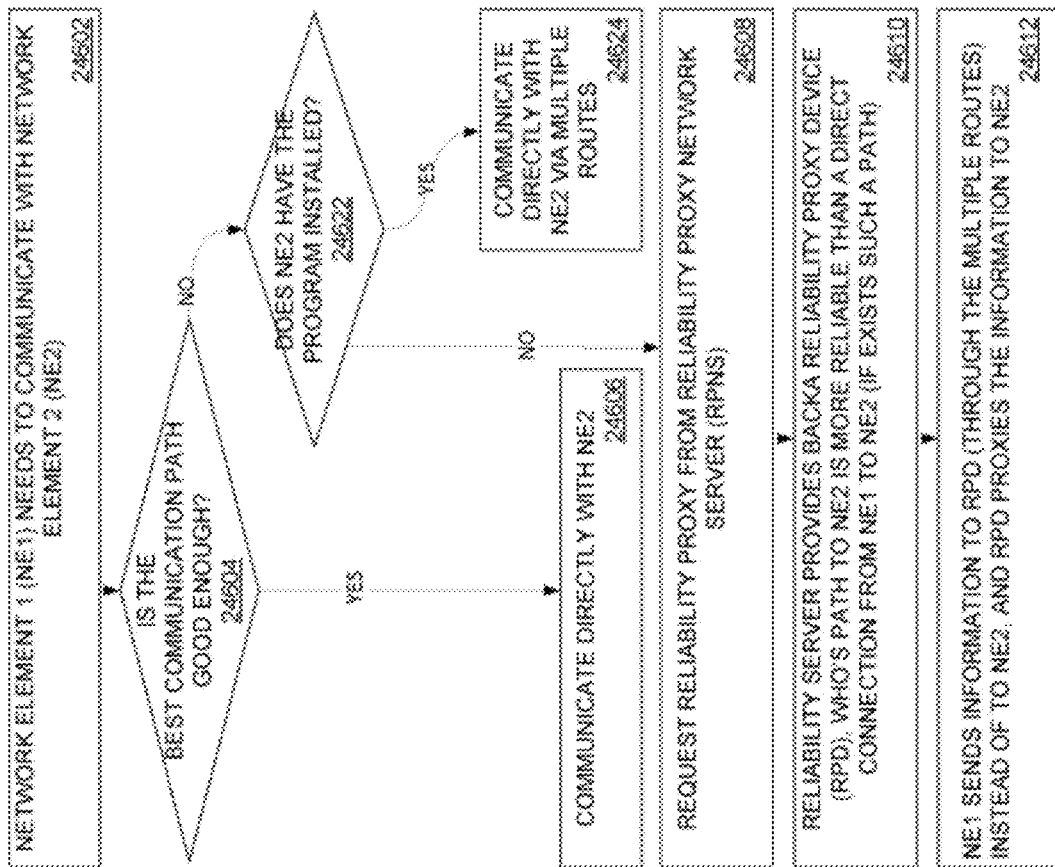 NETWORK ELEMENT 1 (NE1) NEEDS TO COMMUNICATE WITH NETWORK
ELEMENT 2 (NE2)
24602
IS THE
BEST COMMUNICATION PATH
GOOD ENOUGH?
24604
NO
DOES NE2 HAVE THE
PROGRAM INSTALLED?
24622
YES
COMMUNICATE
DIRECTLY WITH
NE2 VIA MULTIPLE
ROUTES
24624
YES
NO
COMMUNICATE DIRECTLY WITH NE2
24606
REQUEST RELIABILITY PROXY FROM RELIABILITY PROXY NETWORK
SERVER (RPNS)
24608
RELIABILITY SERVER PROVIDES BACKA RELIABILITY PROXY DEVICE
(RPD), WHO'S PATH TO NE2 IS MORE RELIABLE THAN A DIRECT
CONNECTION FROM NE1 TO NE2 (IF EXISTS SUCH A PATH)
24610
NE1 SENDS INFORMATION TO RPD (THROUGH THE MULTIPLE ROUTES)
INSTEAD OF TO NE2, AND RPD PROXIES THE INFORMATION TO NE2
24612